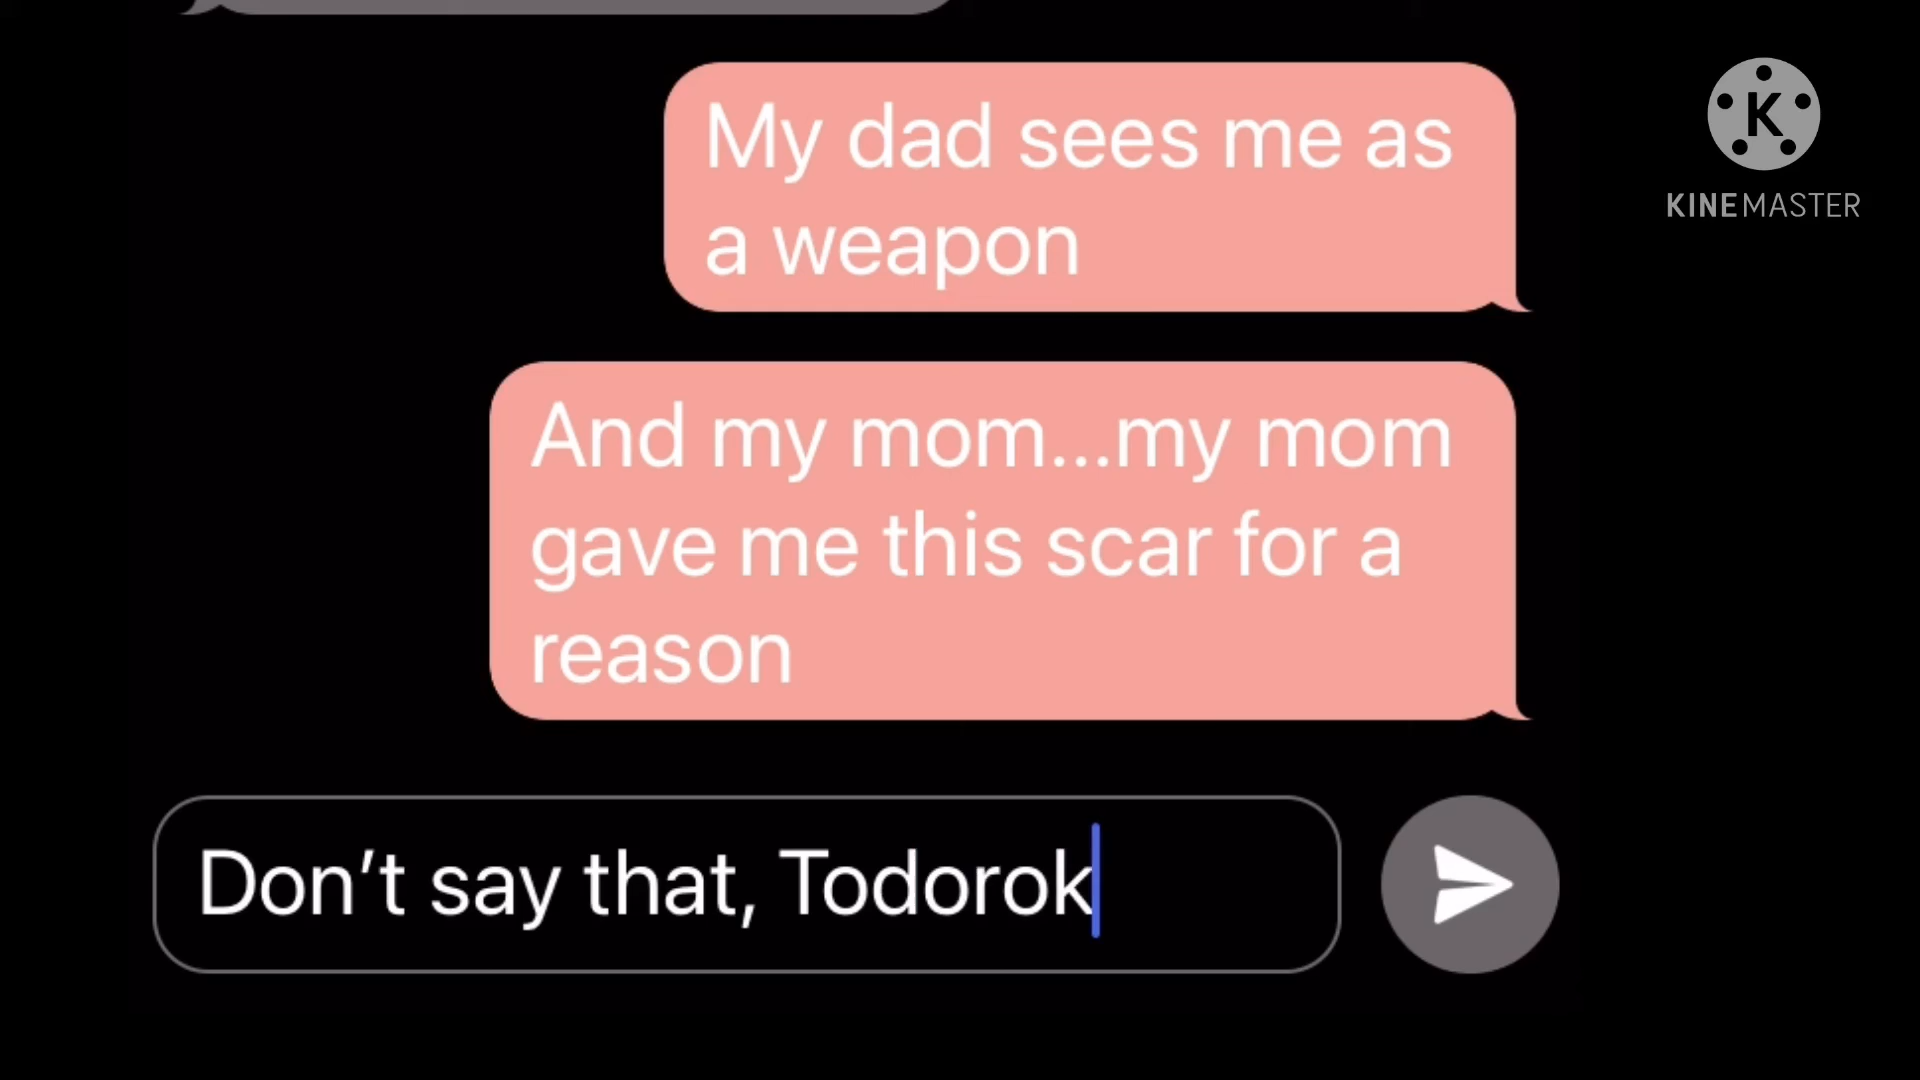 My dad sees me as
a weapon
K
KINEMASTER
And my mom...my mom
gave me this scar for a
reason
Don’t say that, Todorok